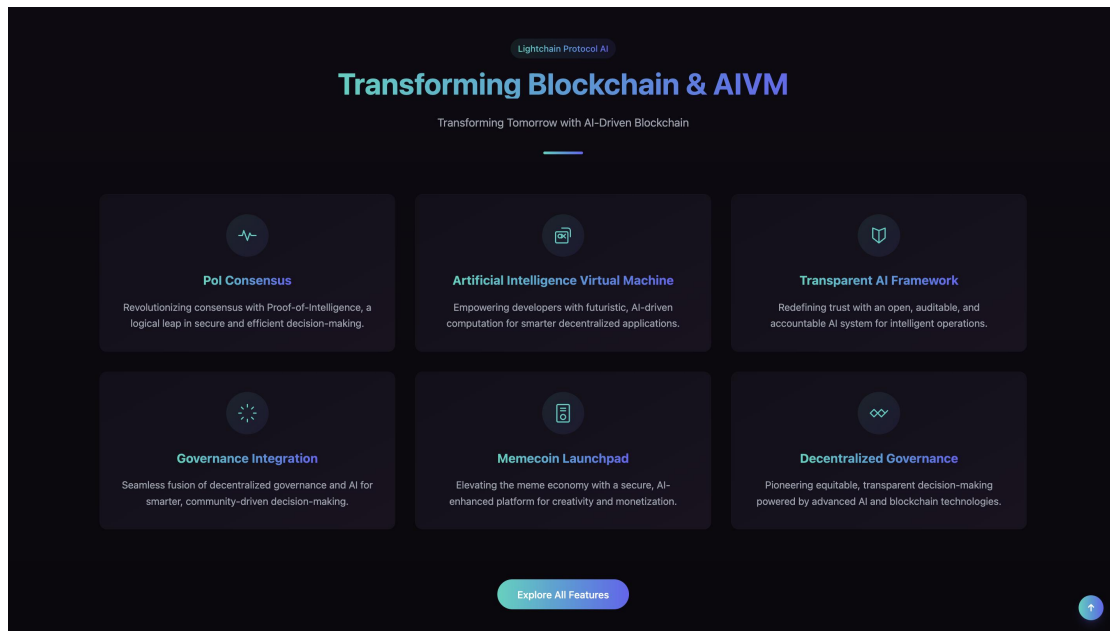 Lightchain Protocol AI
Transforming Blockchain & AIVM
Transforming Tomorrow with AI-Driven Blockchain
PoI Consensus
Revolutionizing consensus with Proof-of-Intelligence, a
logical leap in secure and efficient decision-making.
Artificial Intelligence Virtual Machine
Empowering developers with futuristic, AI-driven
computation for smarter decentralized applications.
Transparent AI Framework
Redefining trust with an open, auditable, and
accountable AI system for intelligent operations.
Governance Integration
Seamless fusion of decentralized governance and AI for
smarter, community-driven decision-making.
Memecoin Launchpad
Elevating the meme economy with a secure, AI-
enhanced platform for creativity and monetization.
Decentralized Governance
Pioneering equitable, transparent decision-making
powered by advanced AI and blockchain technologies.
Explore All Features